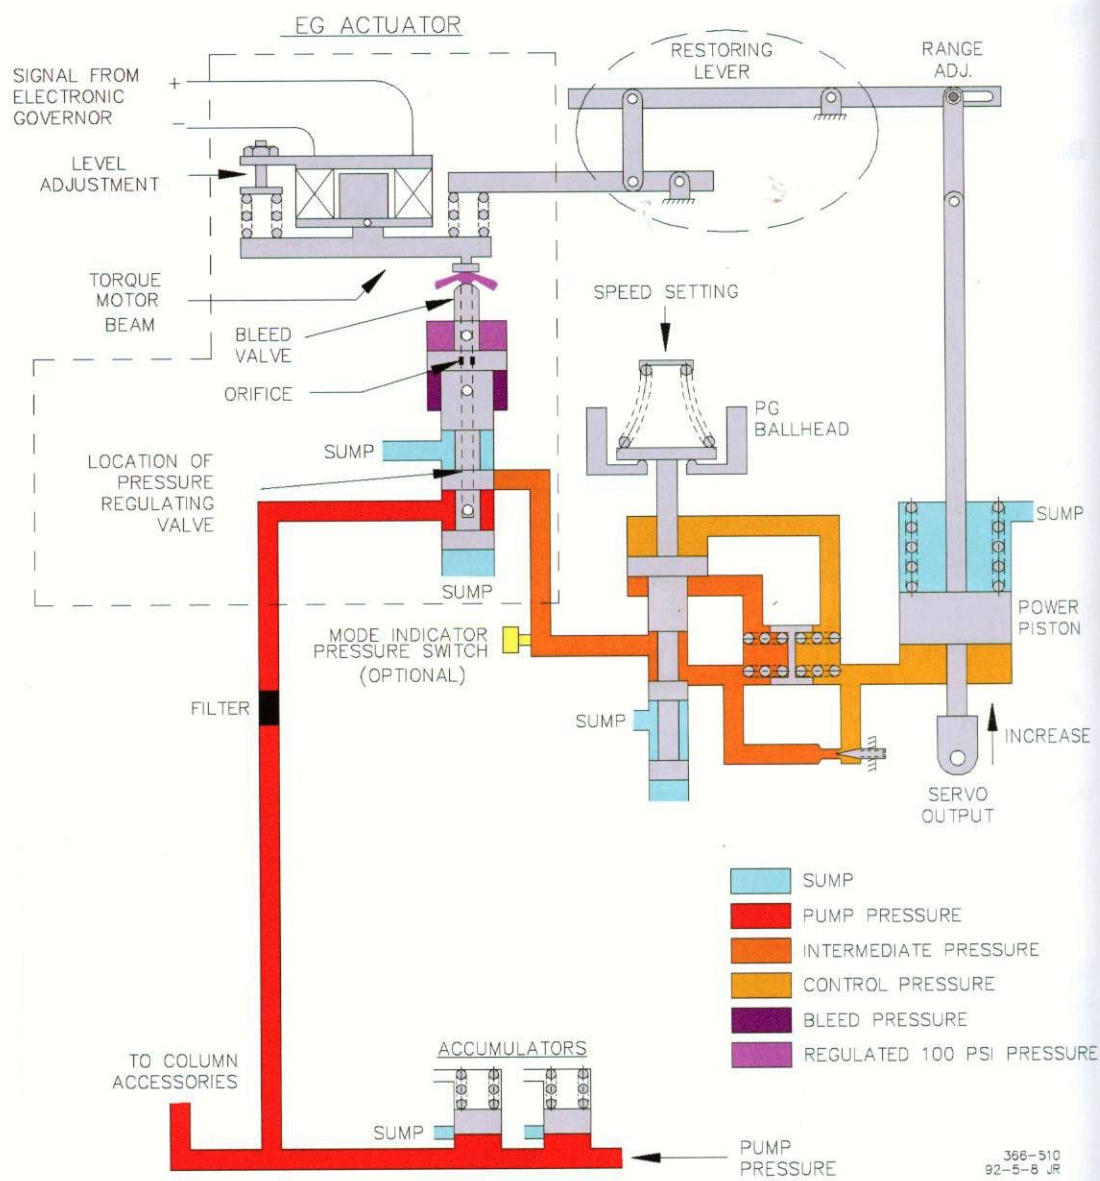 EG ACTUATOR
SIGNAL FROM
ELECTRONIC
GOVERNOR
+
−
LEVEL
ADJUSTMENT
RESTORING
LEVER
RANGE
ADJ.
TORQUE
MOTOR
BEAM
BLEED
VALVE
ORIFICE
SPEED SETTING
PG
BALLHEAD
SUMP
LOCATION OF
PRESSURE
REGULATING
VALVE
SUMP
SUMP
POWER
PISTON
MODE INDICATOR
PRESSURE SWITCH
(OPTIONAL)
FILTER
SUMP
INCREASE
SERVO
OUTPUT
SUMP
PUMP PRESSURE
INTERMEDIATE PRESSURE
CONTROL PRESSURE
BLEED PRESSURE
REGULATED 100 PSI PRESSURE
TO COLUMN
ACCESSORIES
ACCUMULATORS
SUMP
PUMP
PRESSURE
366-510
92-5-8 JR